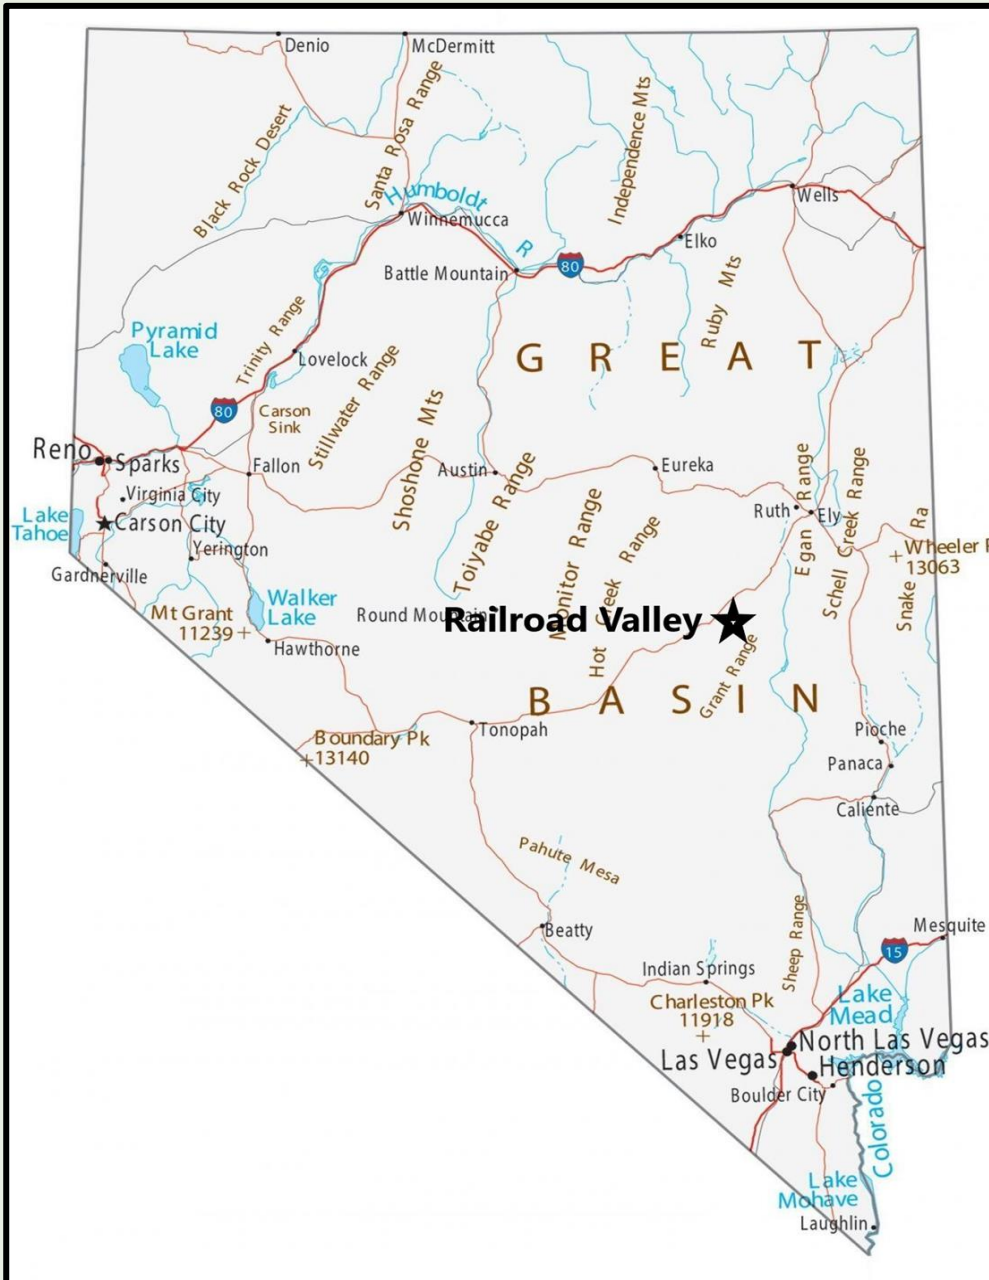 Denio
McDermitt
Santa Rosa Range
Black Rock Desert
Independence Mts
Humboldt
R
Wells
Winnemucca
Elko
Battle Mountain
80
Ruby Mts
Pyramid
Lake
Trinity Range
Lovelock
G R E A T
Stillwater Range
80
Carson
Sink
Shoshone Mts
Reno
Sparks
Fallon
Austin
Toiyabe Range
Eureka
Egan Range
Schell Creek Range
Virginia City
Monitor Range
Ruth
Ely
Lake
Tahoe
Carson City
Hot Creek Range
Snake Ra
Yerington
Wheeler P
13063
Gardnerville
Mt Grant
11239
Walker
Lake
Round Mountain
Railroad Valley
Hawthorne
Grant Range
B A S I N
Tonopah
Pioche
Boundary Pk
13140
Panaca
Caliente
Pahute Mesa
Sheep Range
Beatty
Mesquite
15
Indian Springs
Lake
Mead
Charleston Pk
11918
North Las Vegas
Las Vegas
Henderson
Boulder City
Colorado
Lake
Mohave
Laughlin